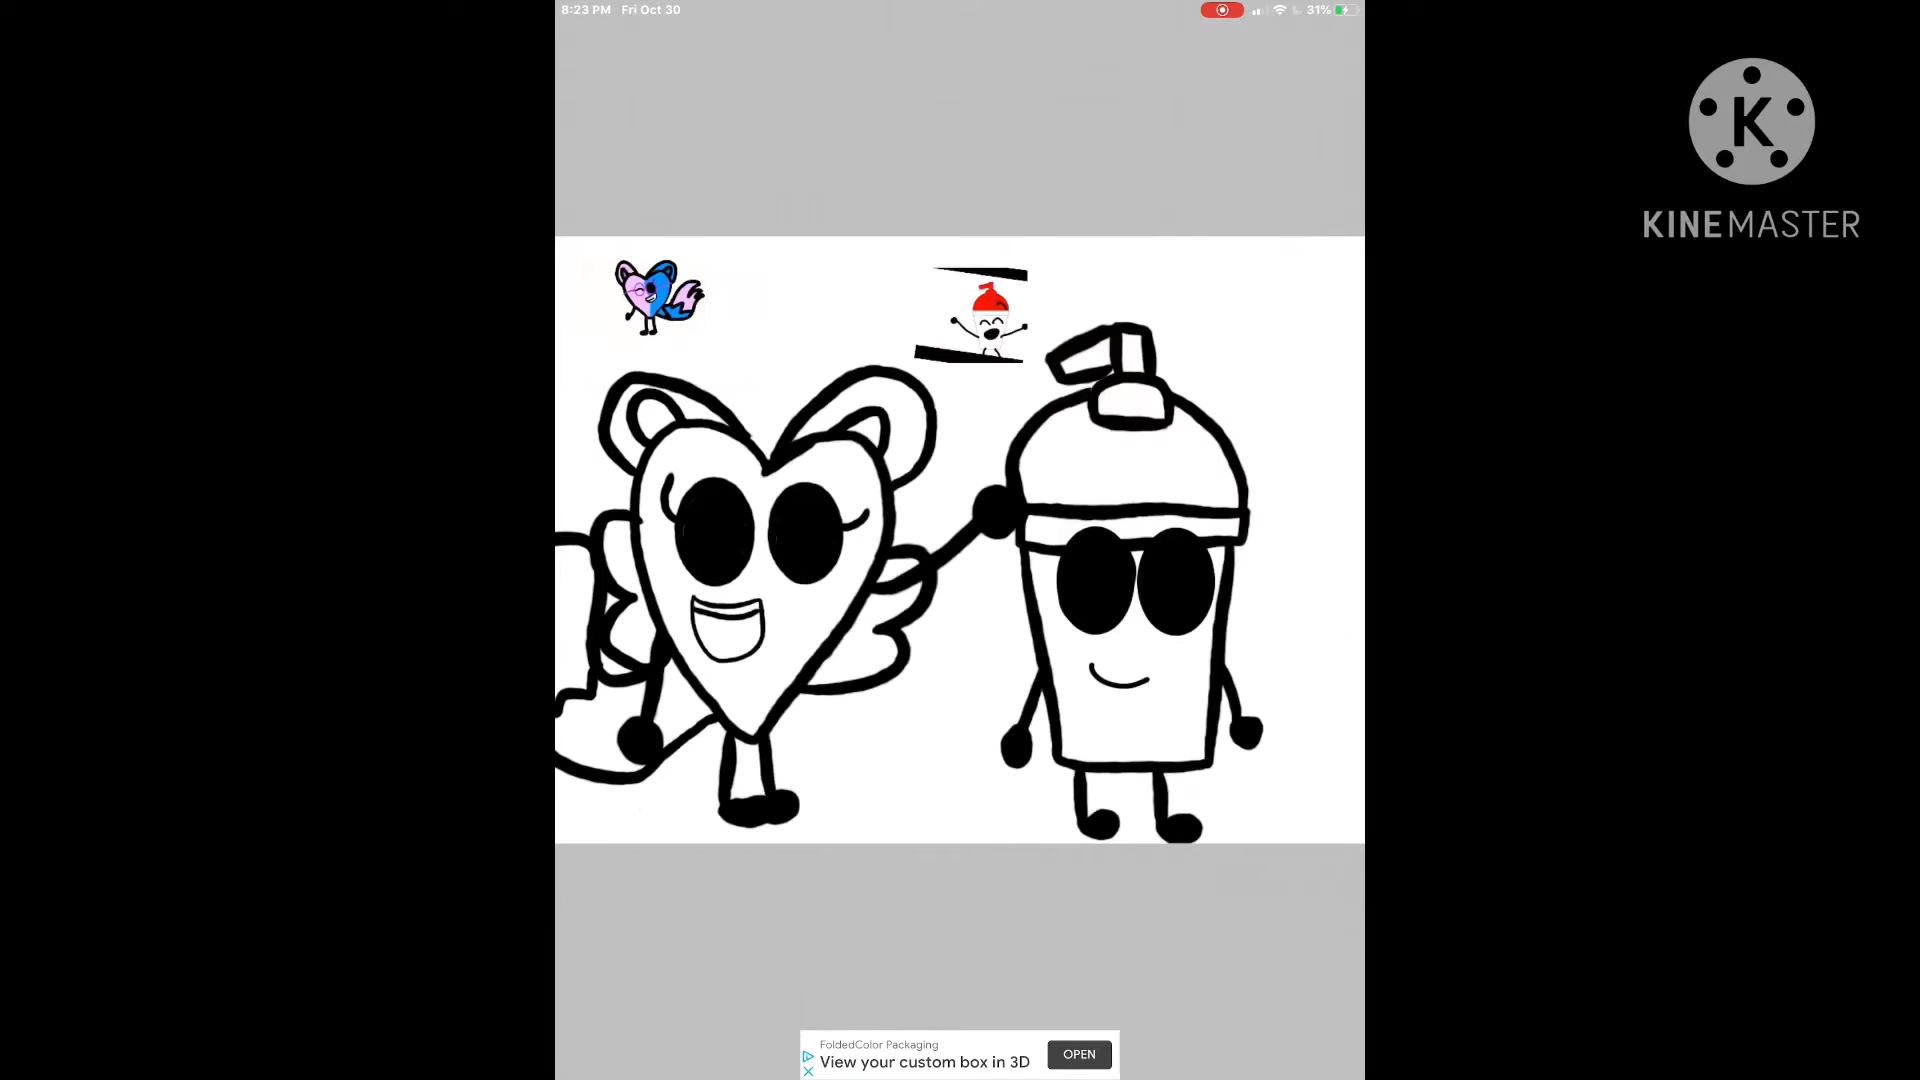 8:23 PM Fri Oct 30
31%
K
KINEMASTER
FoldedColor Packaging
View your custom box in 3D
OPEN